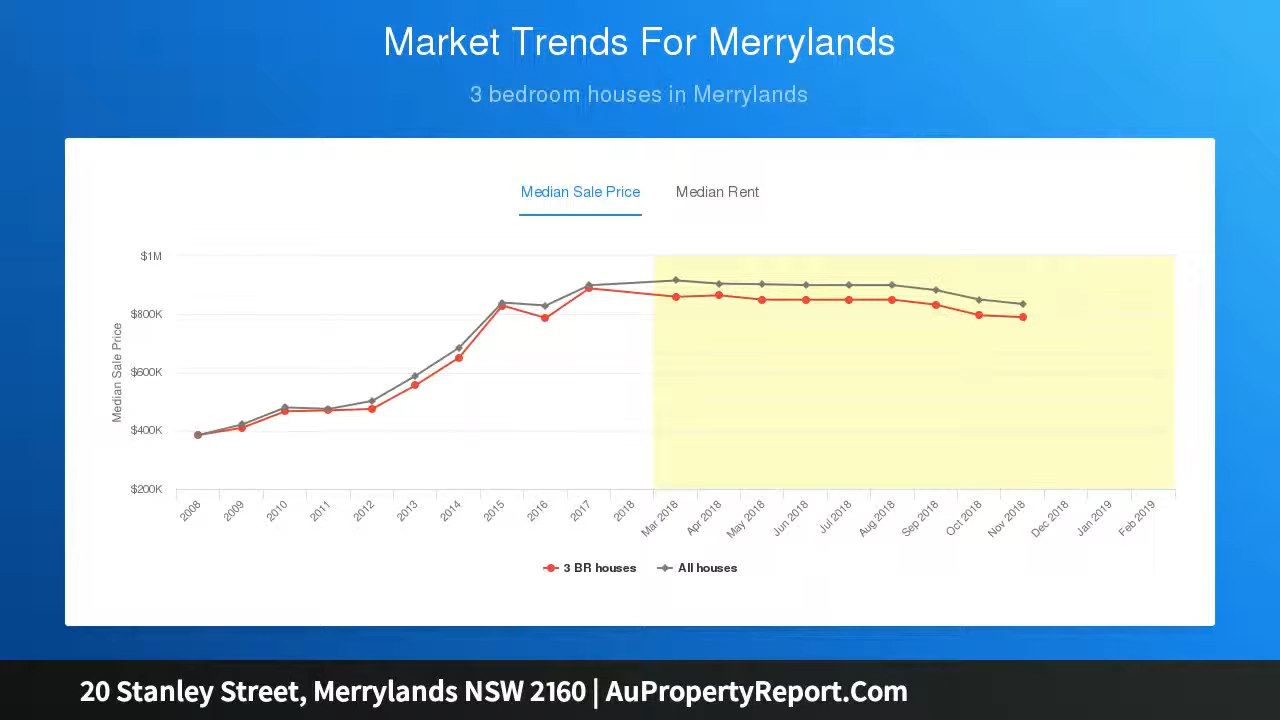 Market Trends For Merrylands
3 bedroom houses in Merrylands
Median Sale Price Median Rent
$1M
$800K
$600K
$400K
$200K
Median Sale Price
2008 2009 2010 2011 2012 2013 2014 2015 2016 2017 2018 Mar 2018 Apr 2018 May 2018 Jun 2018 Jul 2018 Aug 2018 Sep 2018 Oct 2018 Nov 2018 Dec 2018 Jan 2019 Feb 2019
3 BR houses All houses
20 Stanley Street, Merrylands NSW 2160 | AuPropertyReport.Com